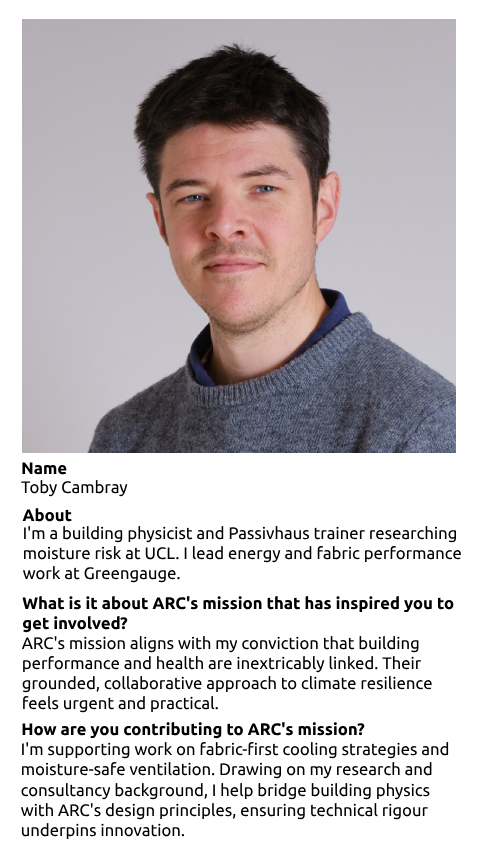 Name
Toby Cambray
About
I'm a building physicist and Passivhaus trainer researching
moisture risk at UCL. I lead energy and fabric performance
work at Greengauge.
What is it about ARC's mission that has inspired you to
get involved?
ARC's mission aligns with my conviction that building
performance and health are inextricably linked. Their
grounded, collaborative approach to climate resilience
feels urgent and practical.
How are you contributing to ARC's mission?
I'm supporting work on fabric-first cooling strategies and
moisture-safe ventilation. Drawing on my research and
consultancy background, I help bridge building physics
with ARC's design principles, ensuring technical rigour
underpins innovation.